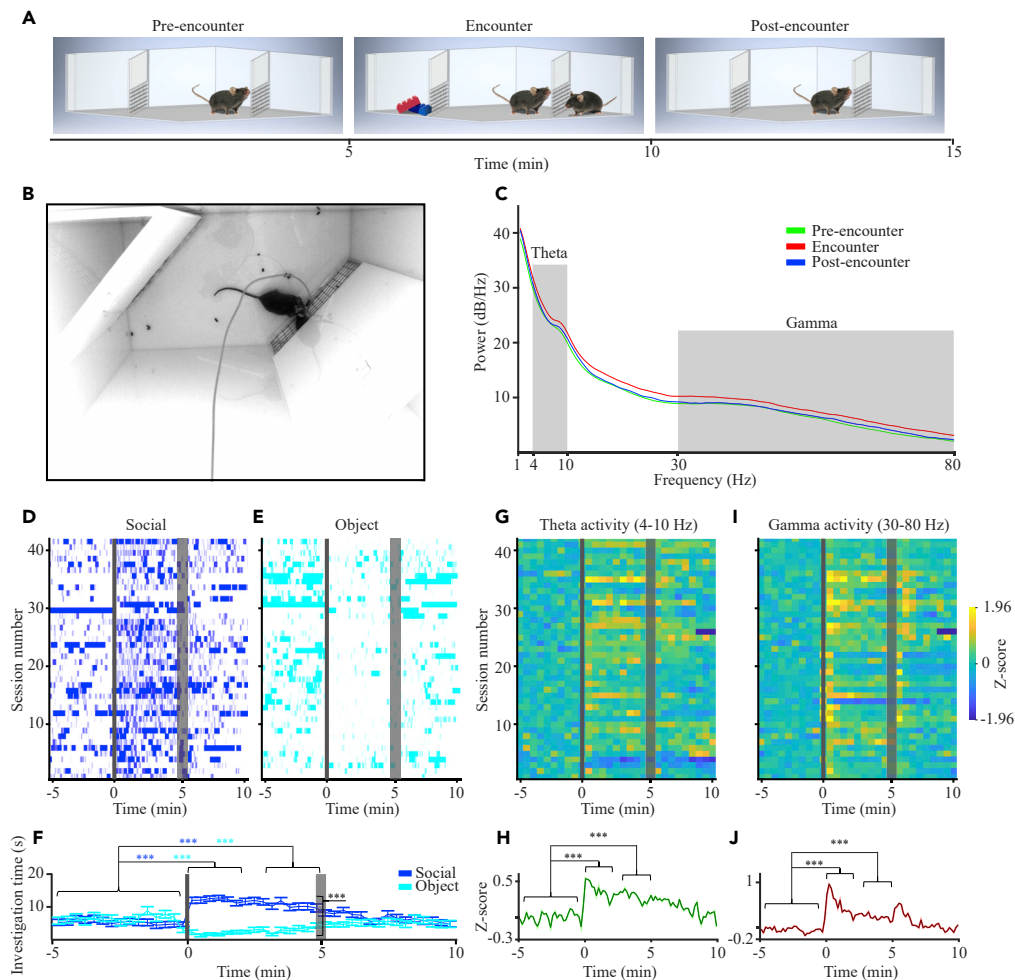 A
Pre-encounter
Encounter
Post-encounter
5
10
15
Time (min)
B
C
40
30
20
10
Power (dB/Hz)
Theta
Gamma
Pre-encounter
Encounter
Post-encounter
1
4
10
30
80
Frequency (Hz)
D
Social
Session number
40
30
20
10
-5
0
5
10
Time (min)
E
Object
-5
0
5
10
Time (min)
G
Theta activity (4-10 Hz)
Session number
40
30
20
10
-5
0
5
10
Time (min)
I
Gamma activity (30-80 Hz)
-5
0
5
10
Time (min)
1.96
0
-1.96
Z-score
F
Investigation time (s)
20
10
*** ***
*** ***
***
Social
Object
-5
0
5
10
Time (min)
H
Z-score
0.5
-0.3
***
***
-5
0
5
10
Time (min)
J
1
-0.2
***
***
-5
0
5
10
Time (min)